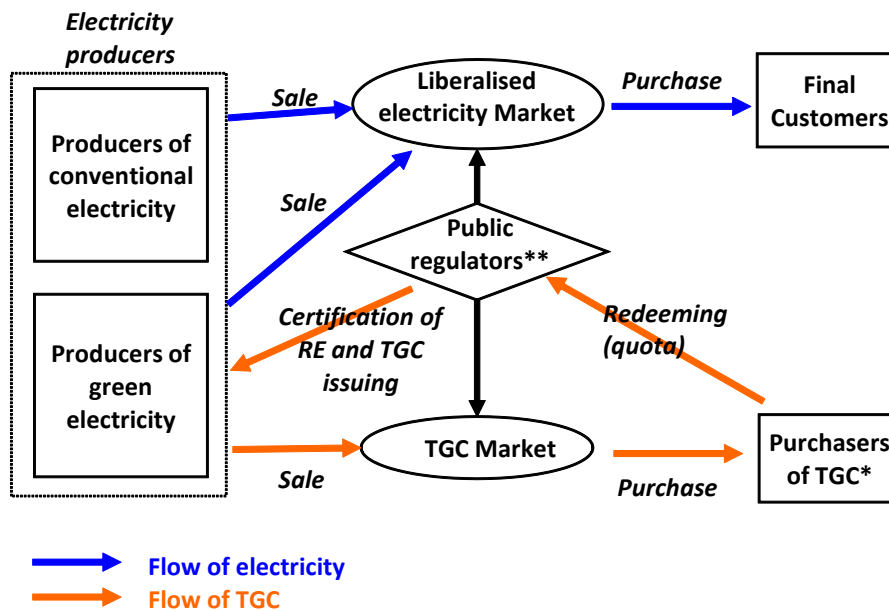 Electricity
producers
Sale
Liberalised
electricity Market
Purchase
Final
Customers
Producers of
conventional
electricity
Sale
Public
regulators**
Certification of
RE and TGC
issuing
Redeeming
(quota)
Producers of
green
electricity
Sale
TGC Market
Purchase
Purchasers
of TGC*
Flow of electricity
Flow of TGC